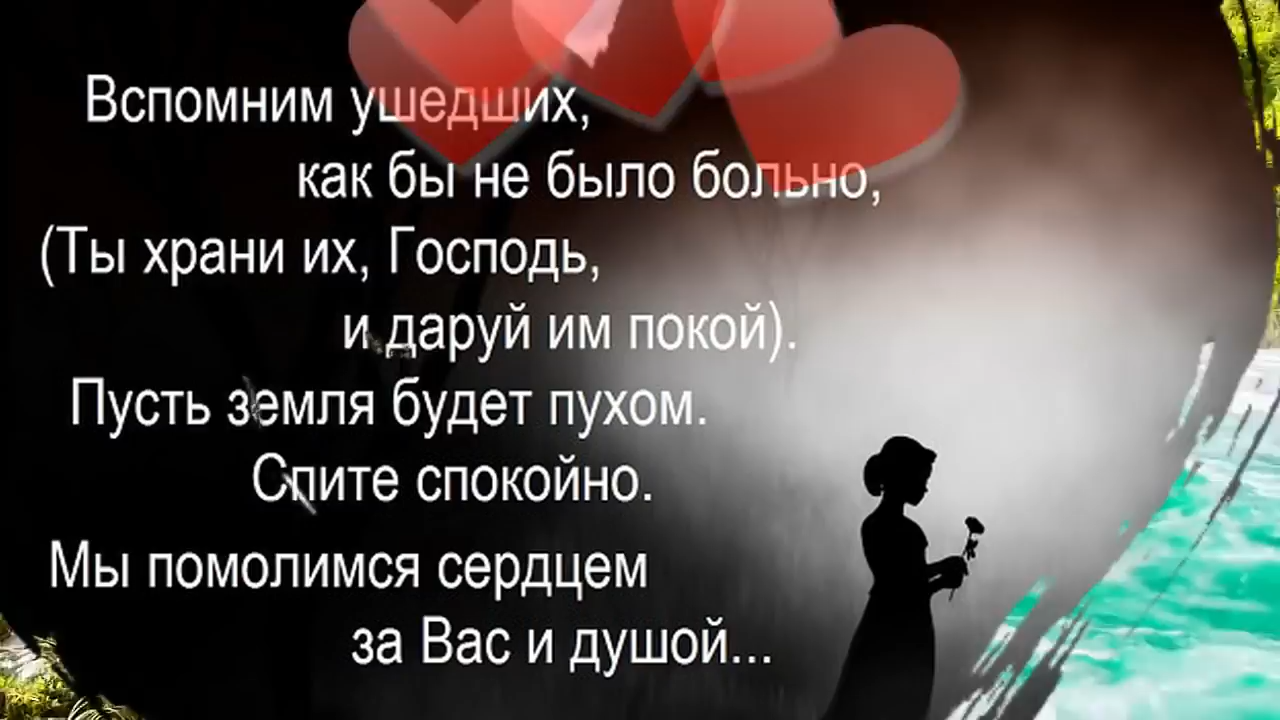 Вспомним ушедших,
как бы не было больно,
(Ты храни их, Господь,
и даруй им покой).
Пусть земля будет пухом.
Спите спокойно.
Мы помолимся сердцем
за Вас и душой...